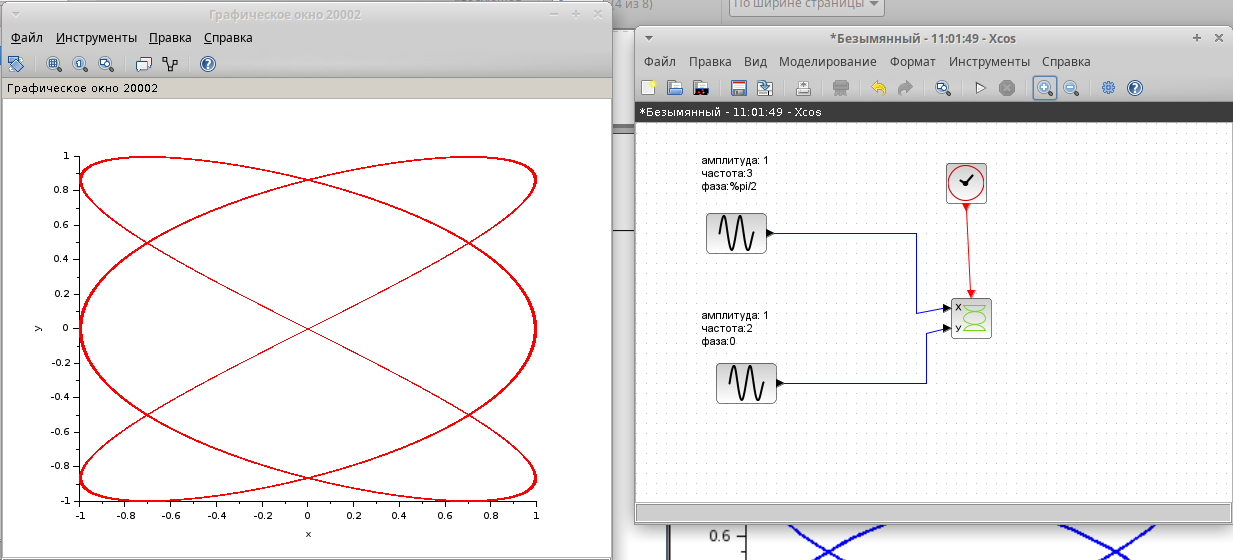 Графическое окно 20002
Файл Инструменты Правка Справка
Графическое окно 20002
1
0.8
0.6
0.4
0.2
0
-0.2
-0.4
-0.6
-0.8
-1
y
-1 -0.8 -0.6 -0.4 -0.2 0 0.2 0.4 0.6 0.8 1
x
4 из 8)
По ширине страницы
*Безымянный - 11:01:49 - Xcos
Файл Правка Вид Моделирование Формат Инструменты Справка
*Безымянный - 11:01:49 - Xcos
амплитуда: 1
частота:3
фаза:%pi/2
амплитуда: 1
частота:2
фаза:0
X
У
0.6